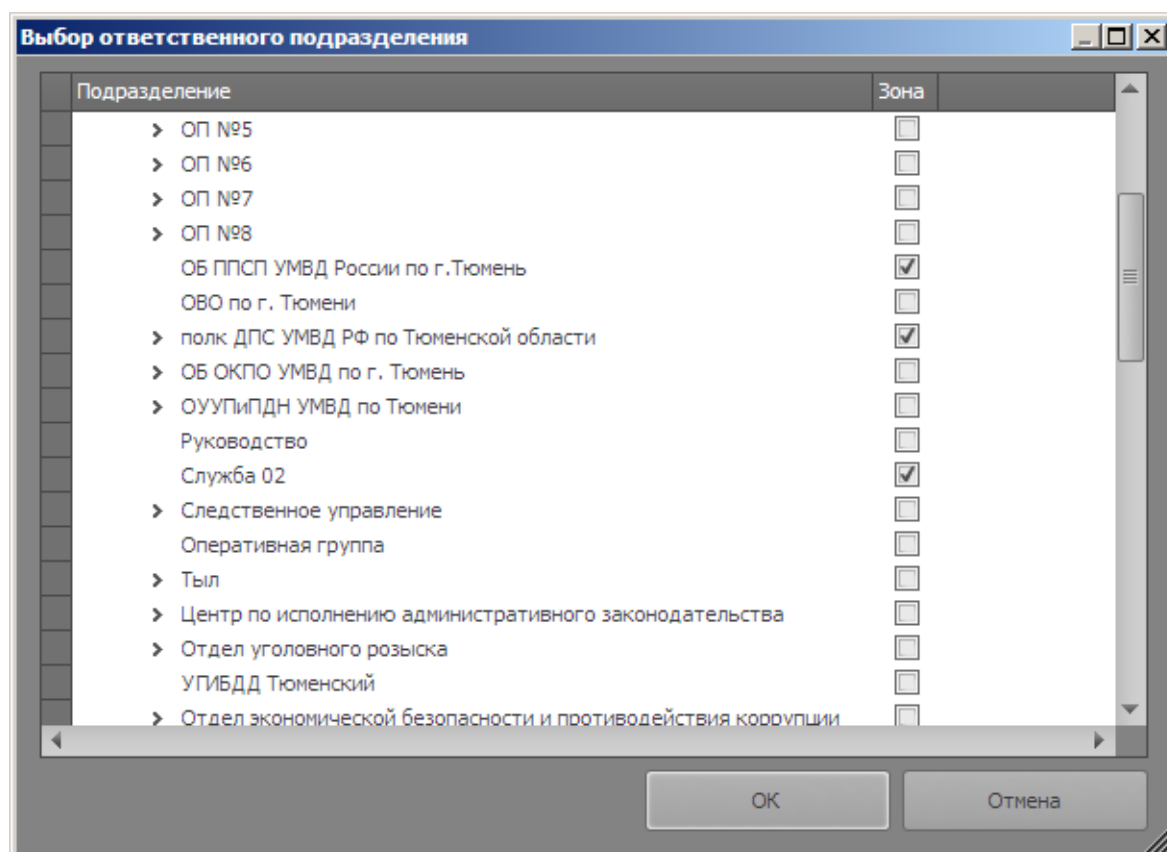 Выбор ответственного подразделения
Подразделение Зона
ОП №5
ОП №6
ОП №7
ОП №8
ОБ ППСП УМВД России по г.Тюмень
ОВО по г. Тюмени
полк ДПС УМВД РФ по Тюменской области
ОБ ОКПО УМВД по г. Тюмень
ОУУПиПДН УМВД по Тюмени
Руководство
Служба 02
Следственное управление
Оперативная группа
Тыл
Центр по исполнению административного законодательства
Отдел уголовного розыска
УГИБДД Тюменский
Отдел экономической безопасности и противодействия коррупции
ОК Отмена